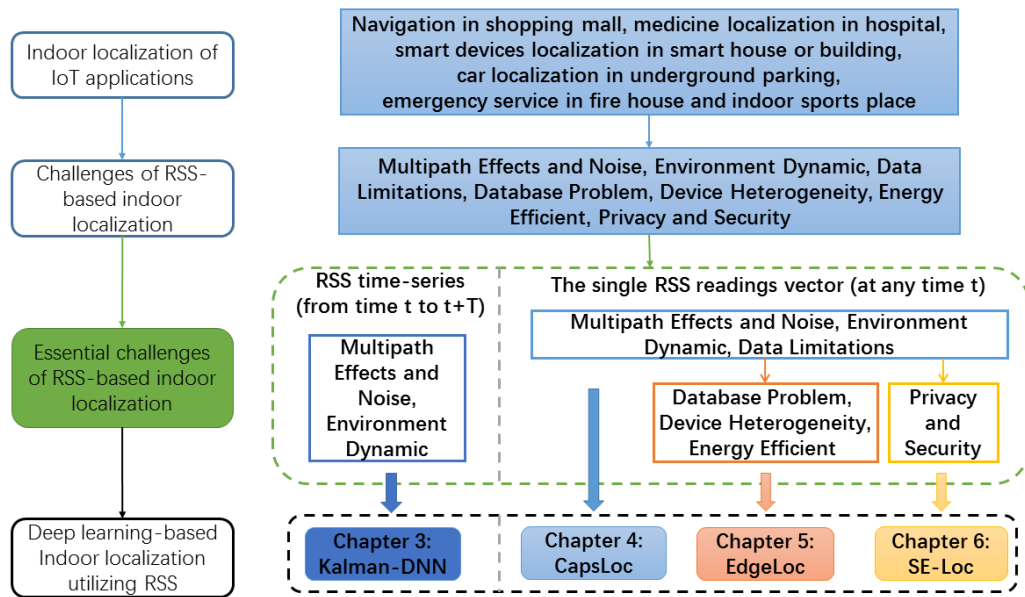 Indoor localization of
IoT applications
Navigation in shopping mall, medicine localization in hospital,
smart devices localization in smart house or building,
car localization in underground parking,
emergency service in fire house and indoor sports place
Challenges of RSS-
based indoor
localization
Multipath Effects and Noise, Environment Dynamic, Data
Limitations, Database Problem, Device Heterogeneity, Energy
Efficient, Privacy and Security
Essential challenges
of RSS-based indoor
localization
RSS time-series
(from time t to t+T)
Multipath
Effects and
Noise,
Environment
Dynamic
The single RSS readings vector (at any time t)
Multipath Effects and Noise, Environment
Dynamic, Data Limitations
Database Problem,
Device Heterogeneity,
Energy Efficient
Privacy
and
Security
Deep learning-based
Indoor localization
utilizing RSS
Chapter 3:
Kalman-DNN
Chapter 4:
CapsLoc
Chapter 5:
EdgeLoc
Chapter 6:
SE-Loc